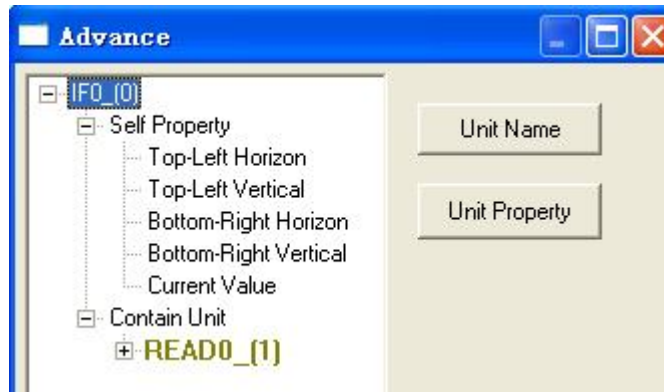 Advance
IF0_(0)
Self Property
Top-Left Horizon
Top-Left Vertical
Bottom-Right Horizon
Bottom-Right Vertical
Current Value
Contain Unit
READ0_(1)
Unit Name
Unit Property